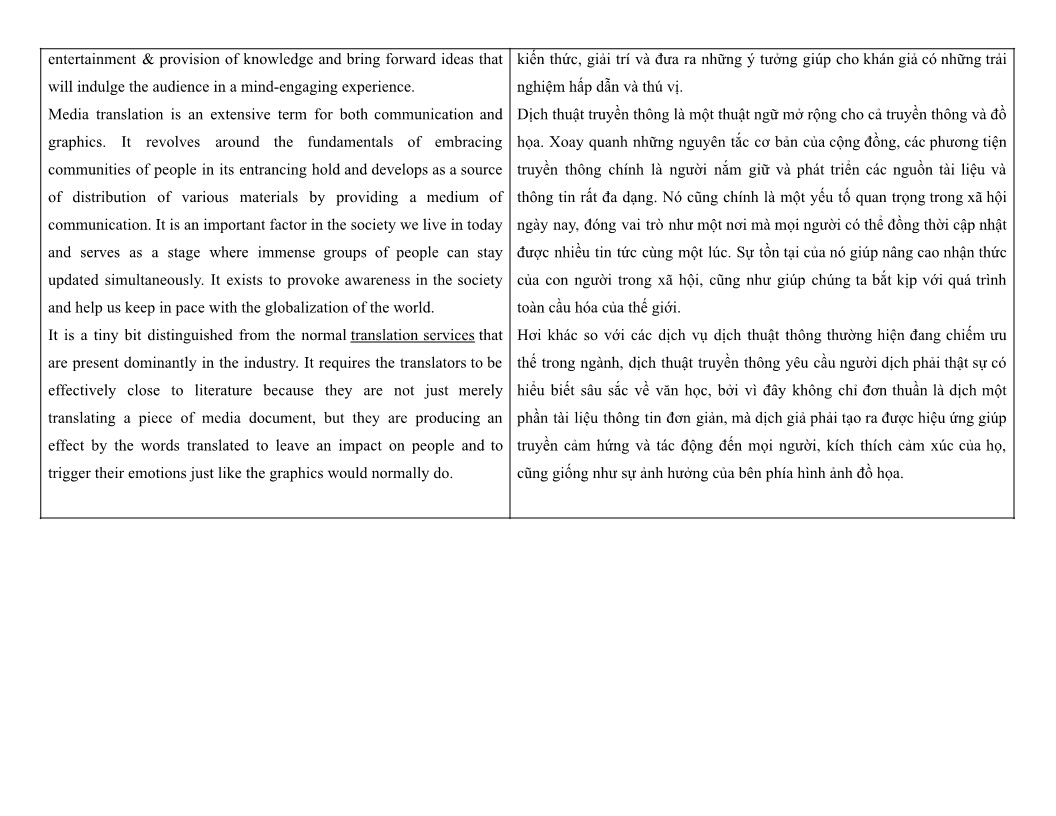 entertainment & provision of knowledge and bring forward ideas that
will indulge the audience in a mind-engaging experience.
Media translation is an extensive term for both communication and
graphics. It revolves around the fundamentals of embracing
communities of people in its entrancing hold and develops as a source
of distribution of various materials by providing a medium of
communication. It is an important factor in the society we live in today
and serves as a stage where immense groups of people can stay
updated simultaneously. It exists to provoke awareness in the society
and help us keep in pace with the globalization of the world.
It is a tiny bit distinguished from the normal translation services that
are present dominantly in the industry. It requires the translators to be
effectively close to literature because they are not just merely
translating a piece of media document, but they are producing an
effect by the words translated to leave an impact on people and to
trigger their emotions just like the graphics would normally do.
kiến thức, giải trí và đưa ra những ý tưởng giúp cho khán giả có những trải
nghiệm hấp dẫn và thú vị.
Dịch thuật truyền thông là một thuật ngữ mở rộng cho cả truyền thông và đồ
họa. Xoay quanh những nguyên tắc cơ bản của cộng đồng, các phương tiện
truyền thông chính là người nắm giữ và phát triển các nguồn tài liệu và
thông tin rất đa dạng. Nó cũng chính là một yếu tố quan trọng trong xã hội
ngày nay, đóng vai trò như một nơi mà mọi người có thể đồng thời cập nhật
được nhiều tin tức cùng một lúc. Sự tồn tại của nó giúp nâng cao nhận thức
của con người trong xã hội, cũng như giúp chúng ta bắt kịp với quá trình
toàn cầu hóa của thế giới.
Hơi khác so với các dịch vụ dịch thuật thông thường hiện đang chiếm ưu
thế trong ngành, dịch thuật truyền thông yêu cầu người dịch phải thật sự có
hiểu biết sâu sắc về văn học, bởi vì đây không chỉ đơn thuần là dịch một
phần tài liệu thông tin đơn giản, mà dịch giả phải tạo ra được hiệu ứng giúp
truyền cảm hứng và tác động đến mọi người, kích thích cảm xúc của họ,
cũng giống như sự ảnh hưởng của bên phía hình ảnh đồ họa.